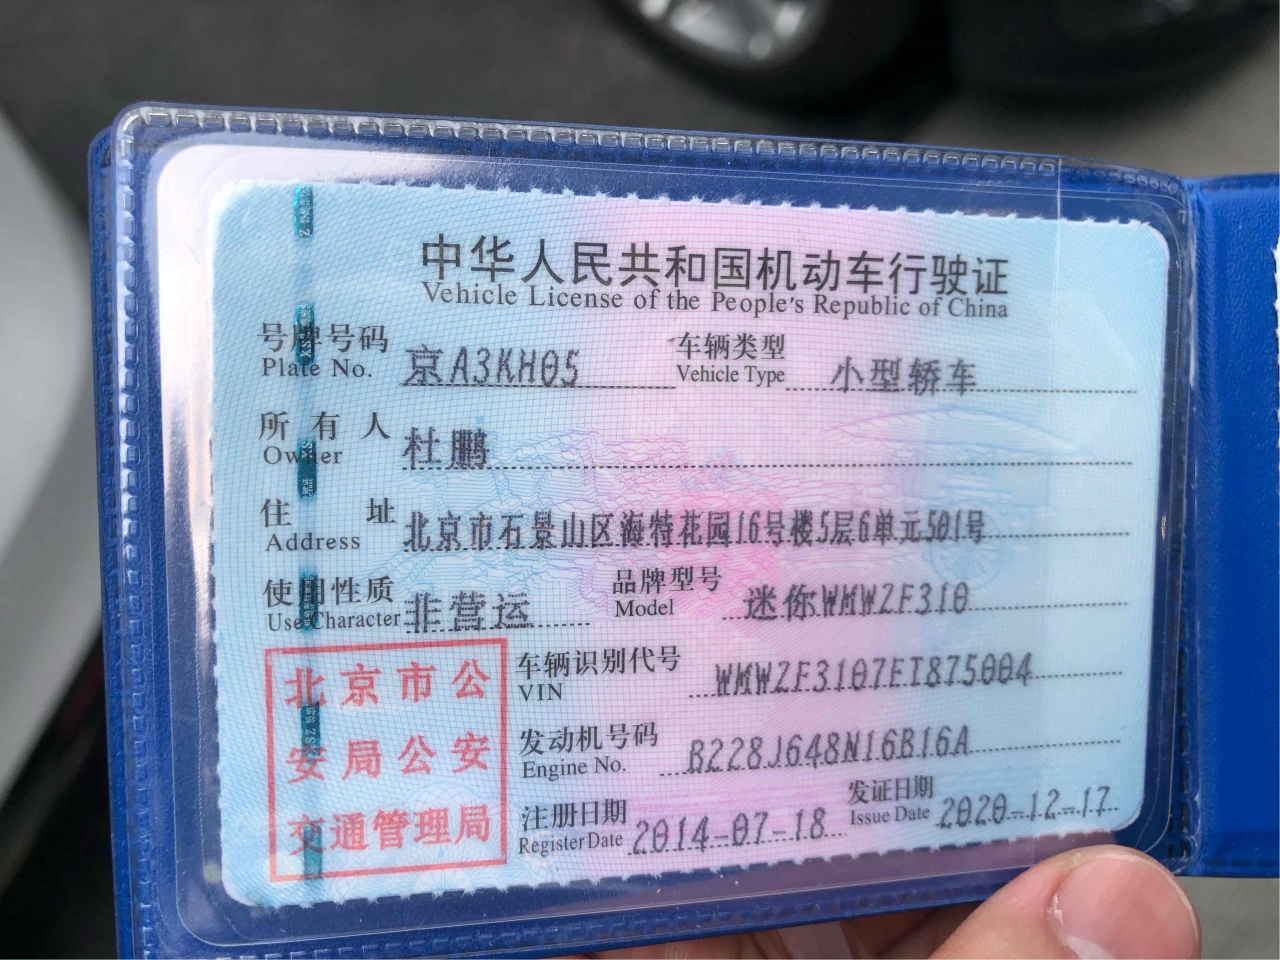 中华人民共和国机动车行驶证
Vehicle License of the People's Republic of China
号牌号码 京A3KH05 车辆类型 小型轿车
Plate No. Vehicle Type
所有人 杜鹏
Owner
住址 北京市石景山区海特花园16号楼5层6单元501号
Address
使用性质 非营运 品牌型号 迷你WMWZF310
Use Character Model
车辆识别代号 WMWZF3107ET875004
VIN
发动机号码 B228J648N16B16A
Engine No.
注册日期 2014-07-18 发证日期 2020-12-17
Register Date Issue Date
北京市公
安局公安
交通管理局